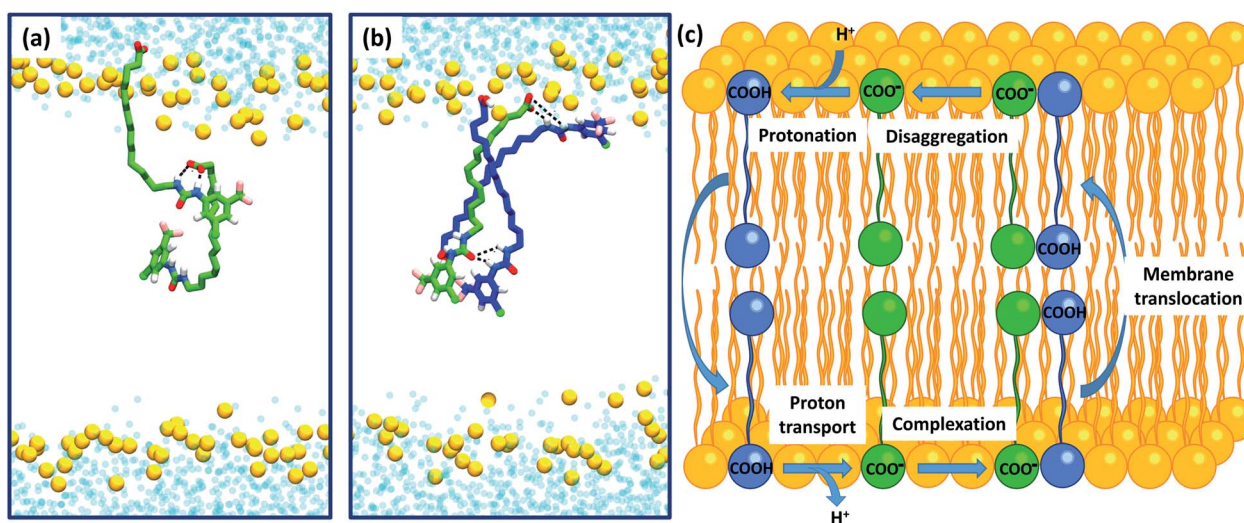 (a)
(b)
(c)
H⁺
COOH
COO⁻
COO⁻
Protonation
Disaggregation
COOH
COOH
Membrane
translocation
Proton
transport
Complexation
COOH
COO⁻
COO⁻
H⁺